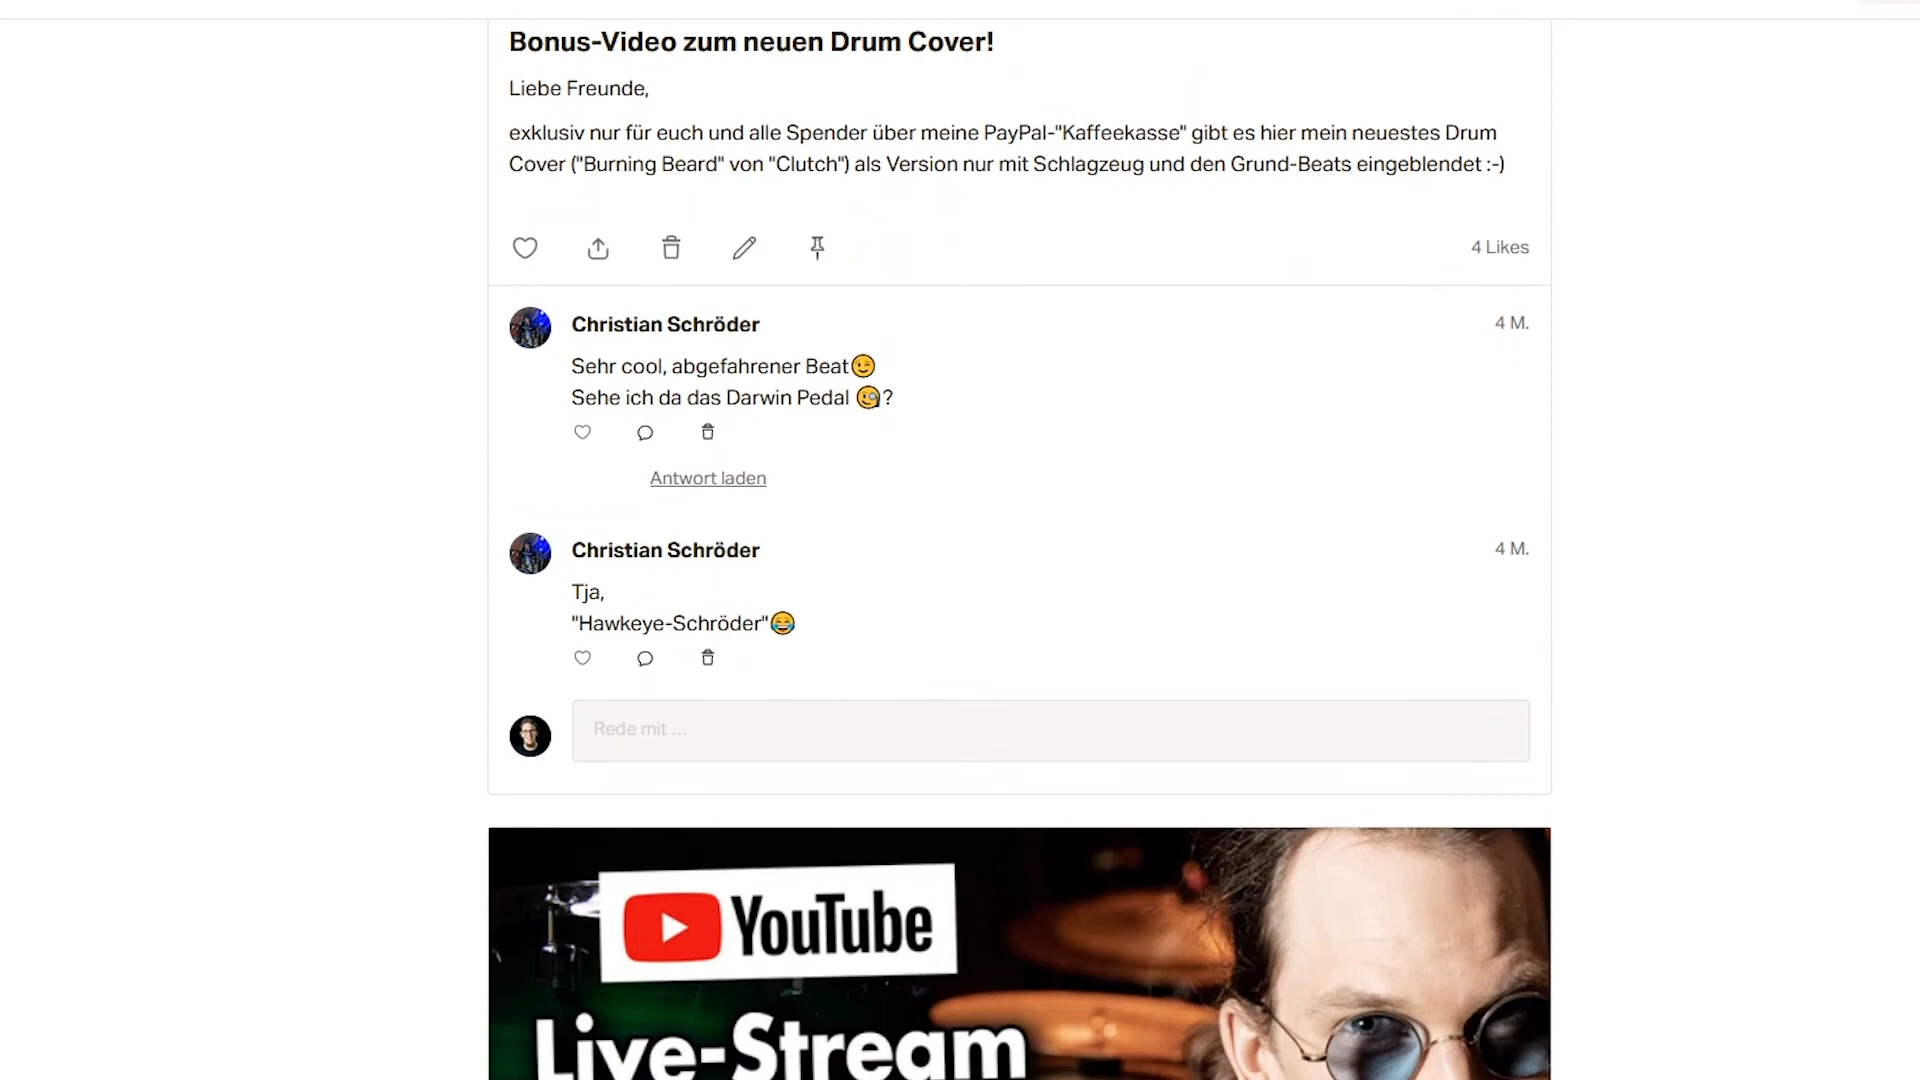 Bonus-Video zum neuen Drum Cover!
Liebe Freunde,
exklusiv nur für euch und alle Spender über meine PayPal-"Kaffeekasse" gibt es hier mein neuestes Drum
Cover ("Burning Beard" von "Clutch") als Version nur mit Schlagzeug und den Grund-Beats eingeblendet :-)
4 Likes
Christian Schröder
4 M.
Sehr cool, abgefahrener Beat😉
Sehe ich da das Darwin Pedal 🧐?
Antwort laden
Christian Schröder
4 M.
Tja,
"Hawkeye-Schröder"😂
Rede mit ...
YouTube
Live-Stream